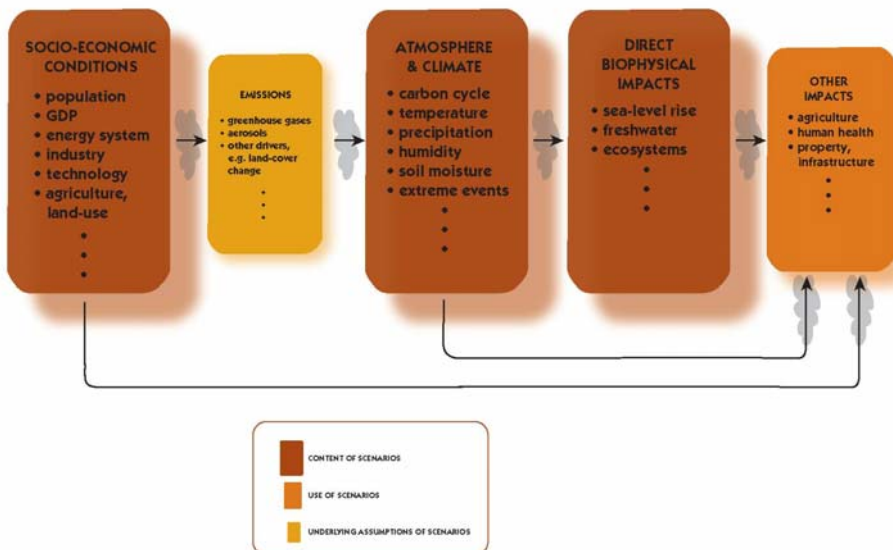 SOCIO-ECONOMIC
CONDITIONS
• population
• GDP
• energy system
• industry
• technology
• agriculture,
land-use
EMISSIONS
• greenhouse gases
• aerosols
• other drivers,
e.g. land-cover
change
ATMOSPHERE
& CLIMATE
• carbon cycle
• temperature
• precipitation
• humidity
• soil moisture
• extreme events
DIRECT
BIOPHYSICAL
IMPACTS
• sea-level rise
• freshwater
• ecosystems
OTHER
IMPACTS
• agriculture
• human health
• property,
infrastructure
CONTENT OF SCENARIOS
USE OF SCENARIOS
UNDERLYING ASSUMPTIONS OF SCENARIOS